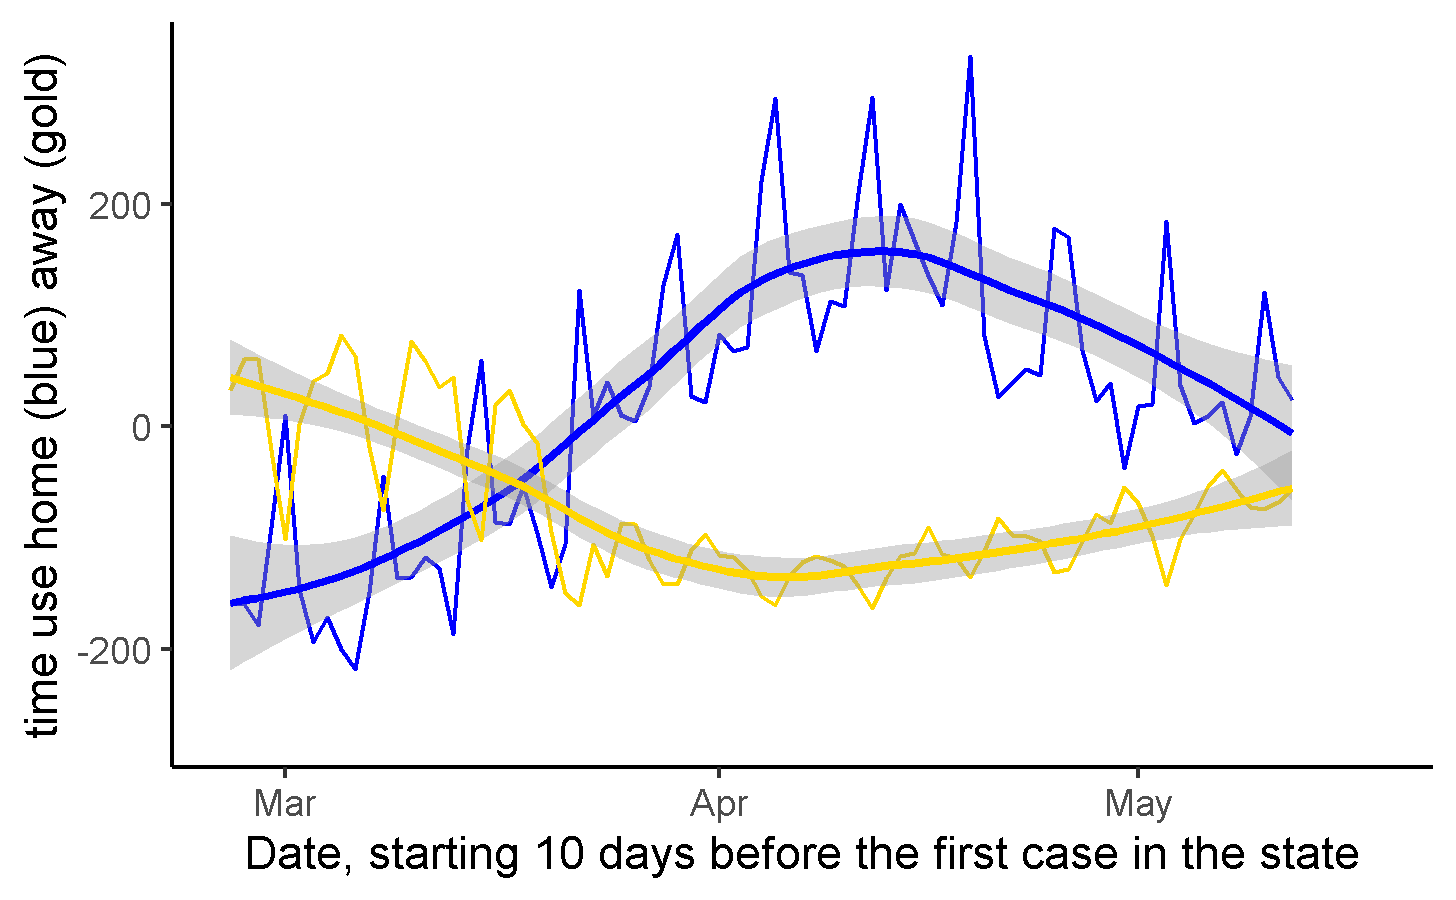 time use home (blue) away (gold)
200
0
-200
Mar
Apr
May
Date, starting 10 days before the first case in the state